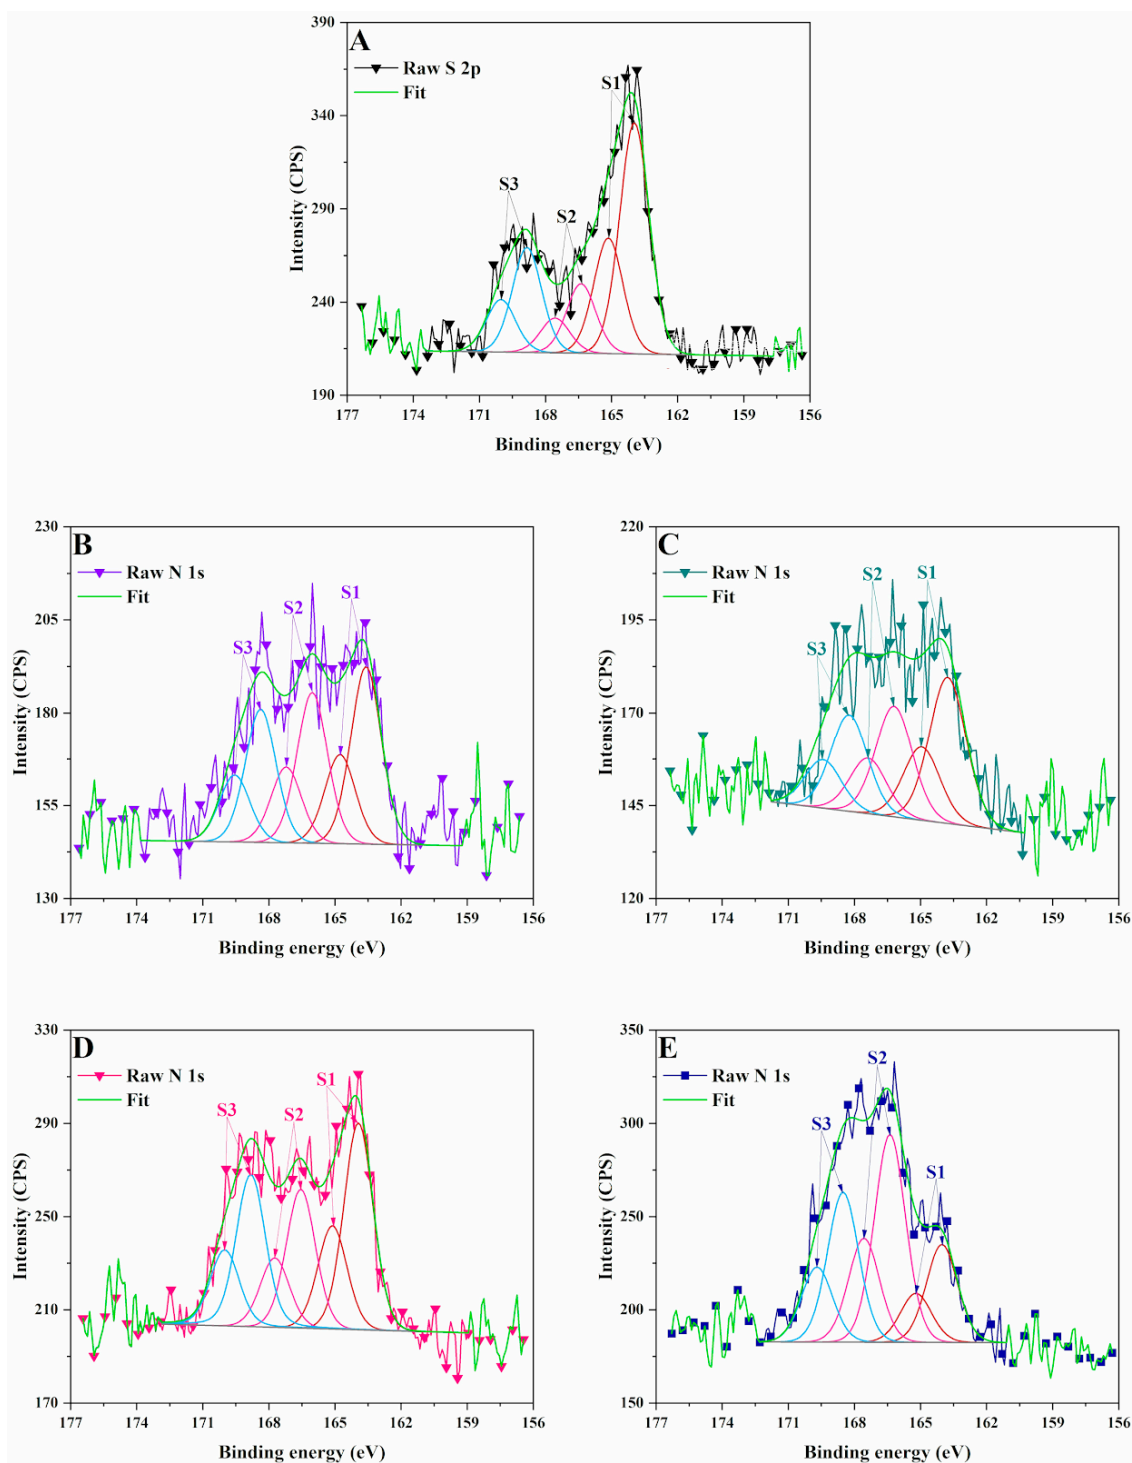 A
Raw S 2p
Fit
S1
S3
S2
390
340
290
240
190
Intensity (CPS)
177 174 171 168 165 162 159 156
Binding energy (eV)
B
Raw N 1s
Fit
S3
S2
S1
230
205
180
155
130
Intensity (CPS)
177 174 171 168 165 162 159 156
Binding energy (eV)
C
Raw N 1s
Fit
S3
S2
S1
220
195
170
145
120
Intensity (CPS)
177 174 171 168 165 162 159 156
Binding energy (eV)
D
Raw N 1s
Fit
S3
S2
S1
330
290
250
210
170
Intensity (CPS)
177 174 171 168 165 162 159 156
Binding energy (eV)
E
Raw N 1s
Fit
S3
S2
S1
350
300
250
200
150
Intensity (CPS)
177 174 171 168 165 162 159 156
Binding energy (eV)